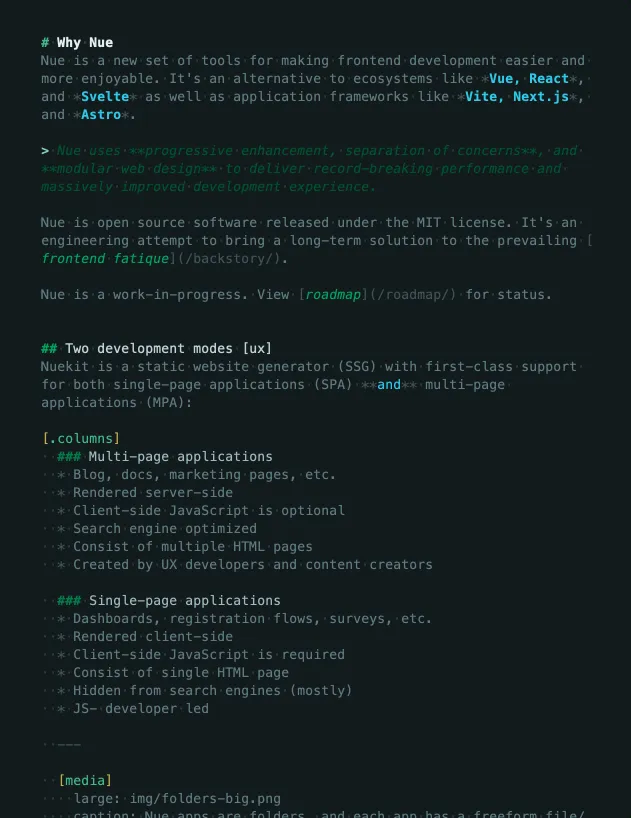 # Why Nue
Nue is a new set of tools for making frontend development easier and
more enjoyable. It's an alternative to ecosystems like *Vue, React*,
and *Svelte* as well as application frameworks like *Vite, Next.js*,
and *Astro*.
> Nue uses **progressive enhancement, separation of concerns**, and
**modular web design** to deliver record-breaking performance and
massively improved development experience.
Nue is open source software released under the MIT license. It's an
engineering attempt to bring a long-term solution to the prevailing [
frontend fatique](/backstory/).
Nue is a work-in-progress. View [roadmap](/roadmap/) for status.
## Two development modes [ux]
Nuekit is a static website generator (SSG) with first-class support
for both single-page applications (SPA) **and** multi-page
applications (MPA):
[.columns]
### Multi-page applications
* Blog, docs, marketing pages, etc.
* Rendered server-side
* Client-side JavaScript is optional
* Search engine optimized
* Consist of multiple HTML pages
* Created by UX developers and content creators
### Single-page applications
* Dashboards, registration flows, surveys, etc.
* Rendered client-side
* Client-side JavaScript is required
* Consist of single HTML page
* Hidden from search engines (mostly)
* JS- developer led
---
[media]
large: img/folders-big.png
caption: Nue apps are folders, and each app has a freeform file/